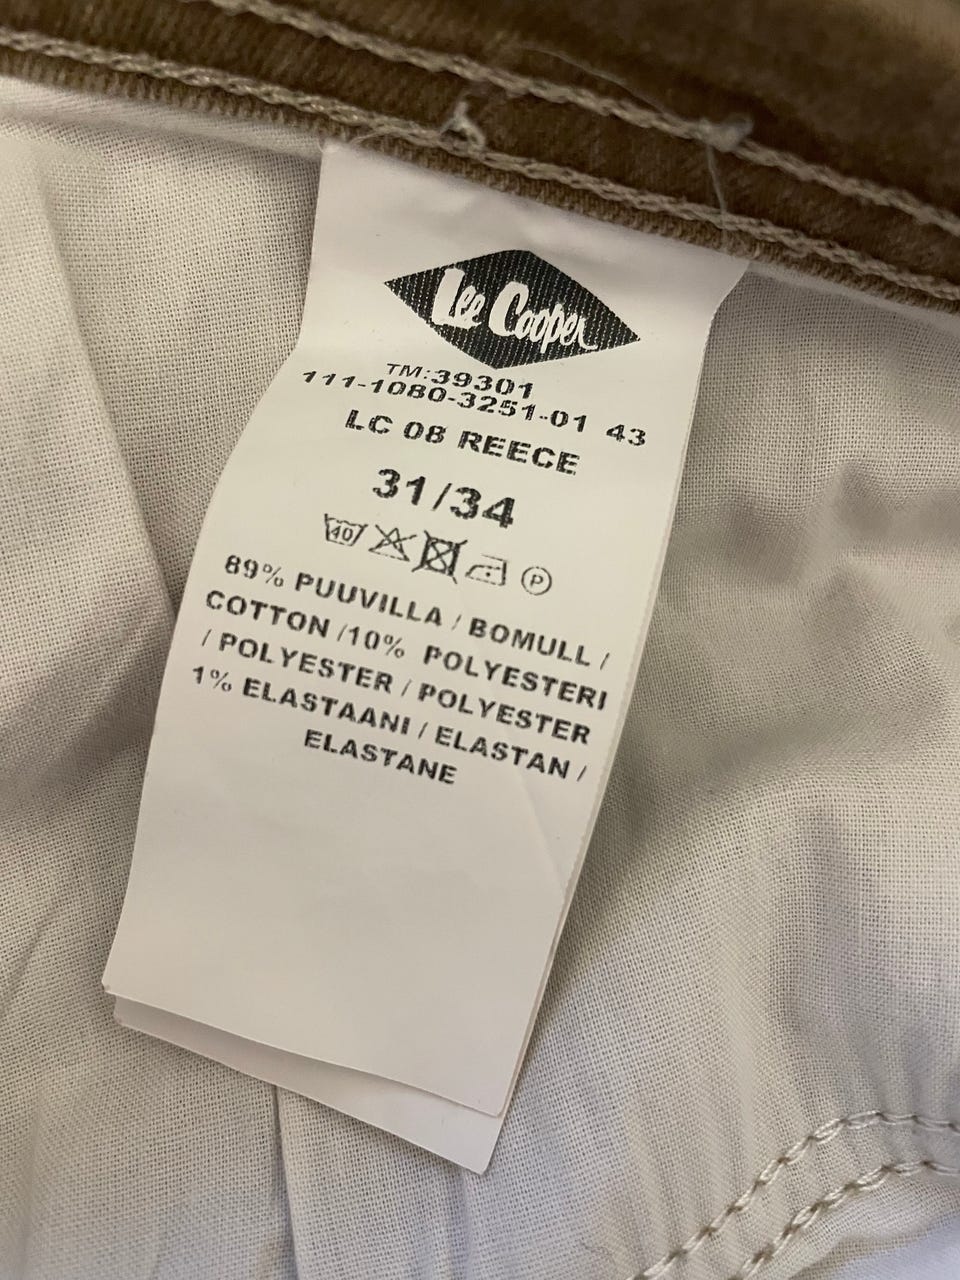 Lee Cooper
TM:39301
111-1080-3251-01 43
LC 08 REECE
31/34
40 P
89% PUUVILLA / BOMULL /
COTTON /10% POLYESTERI
/ POLYESTER / POLYESTER
1% ELASTAANI / ELASTAN /
ELASTANE